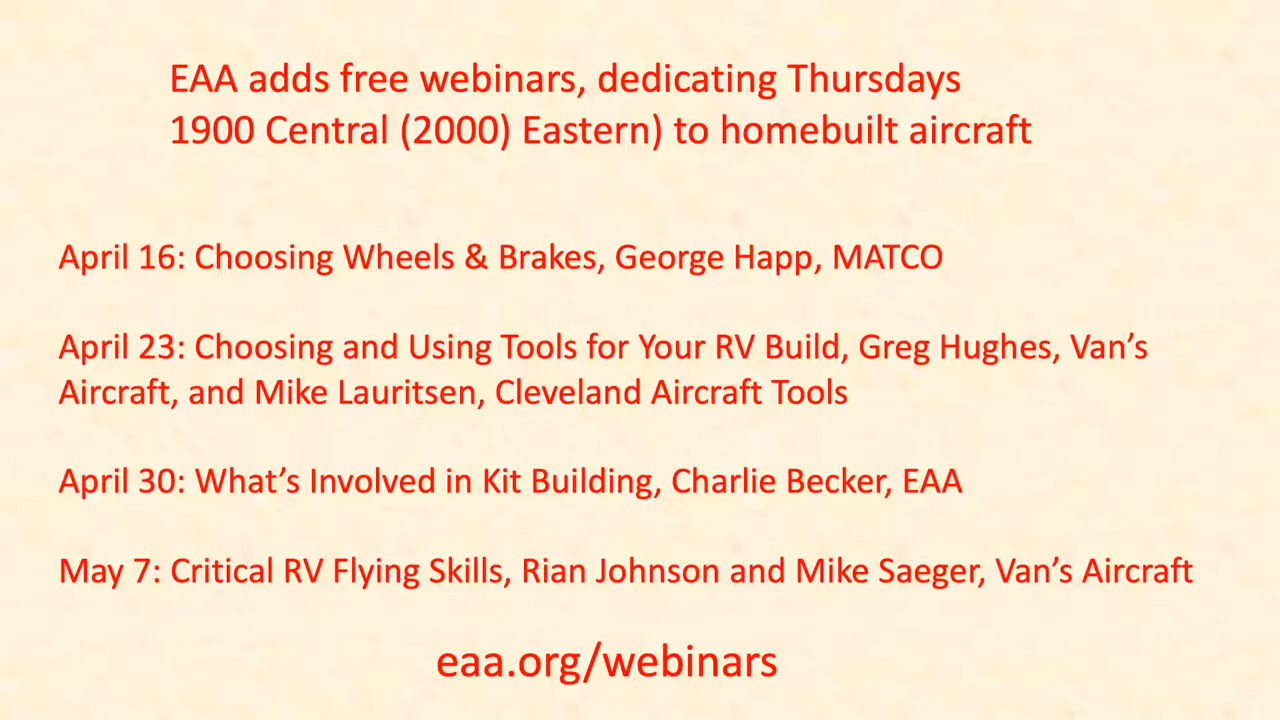 EAA adds free webinars, dedicating Thursdays
1900 Central (2000) Eastern) to homebuilt aircraft
April 16: Choosing Wheels & Brakes, George Happ, MATCO
April 23: Choosing and Using Tools for Your RV Build, Greg Hughes, Van’s
Aircraft, and Mike Lauritsen, Cleveland Aircraft Tools
April 30: What’s Involved in Kit Building, Charlie Becker, EAA
May 7: Critical RV Flying Skills, Rian Johnson and Mike Saeger, Van’s Aircraft
eaa.org/webinars